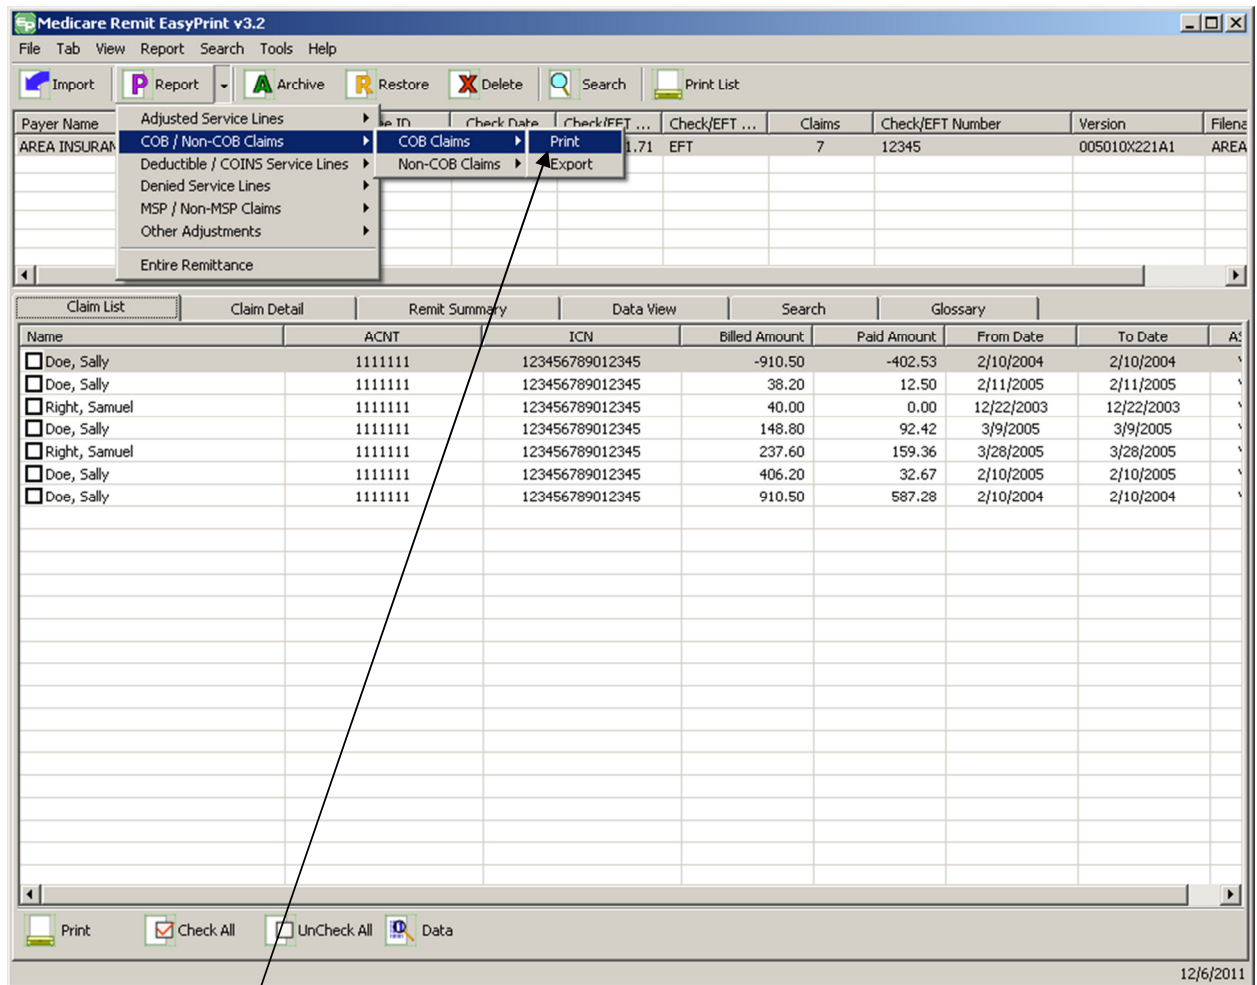 Medicare Remit EasyPrint v3.2
File Tab View Report Search Tools Help
Import P Report A Archive R Restore X Delete Search Print List
Payer Name ee ID Check Date Check/EFT ... Check/EFT ... Claims Check/EFT Number Version Filena
AREA INSURAN 1.71 EFT 7 12345 005010X221A1 AREA
Adjusted Service Lines
COB / Non-COB Claims COB Claims Print
Deductible / COINS Service Lines Non-COB Claims Export
Denied Service Lines
MSP / Non-MSP Claims
Other Adjustments
Entire Remittance
Claim List Claim Detail Remit Summary Data View Search Glossary
Name ACNT ICN Billed Amount Paid Amount From Date To Date AS
Doe, Sally 1111111 123456789012345 -910.50 -402.53 2/10/2004 2/10/2004
Doe, Sally 1111111 123456789012345 38.20 12.50 2/11/2005 2/11/2005
Right, Samuel 1111111 123456789012345 40.00 0.00 12/22/2003 12/22/2003
Doe, Sally 1111111 123456789012345 148.80 92.42 3/9/2005 3/9/2005
Right, Samuel 1111111 123456789012345 237.60 159.36 3/28/2005 3/28/2005
Doe, Sally 1111111 123456789012345 406.20 32.67 2/10/2005 2/10/2005
Doe, Sally 1111111 123456789012345 910.50 587.28 2/10/2004 2/10/2004
Print Check All UnCheck All Data
12/6/2011